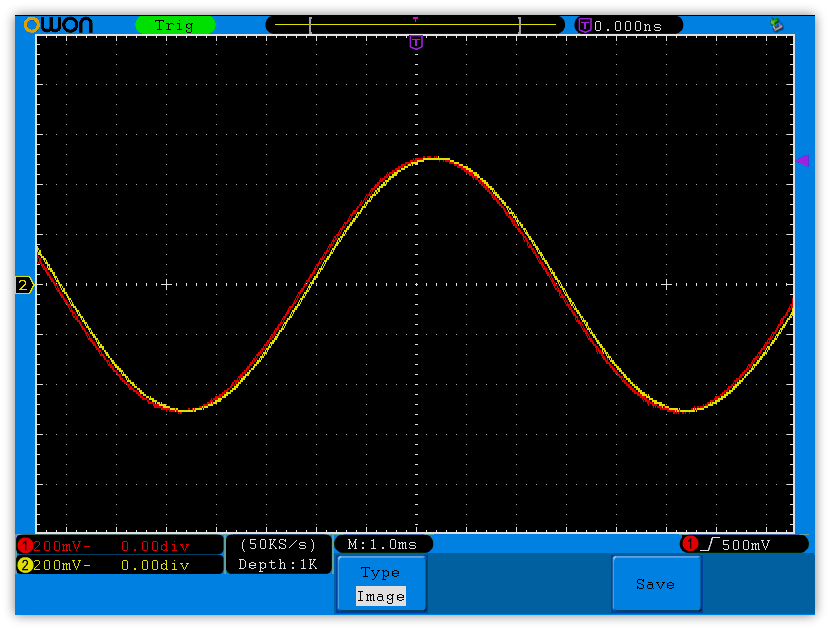 OWON Trig T 0.000ns
T
2
1 200mV- 0.00div (50KS/s) M:1.0ms 1 500mV
2 200mV- 0.00div Depth:1K
Type
Image
Save